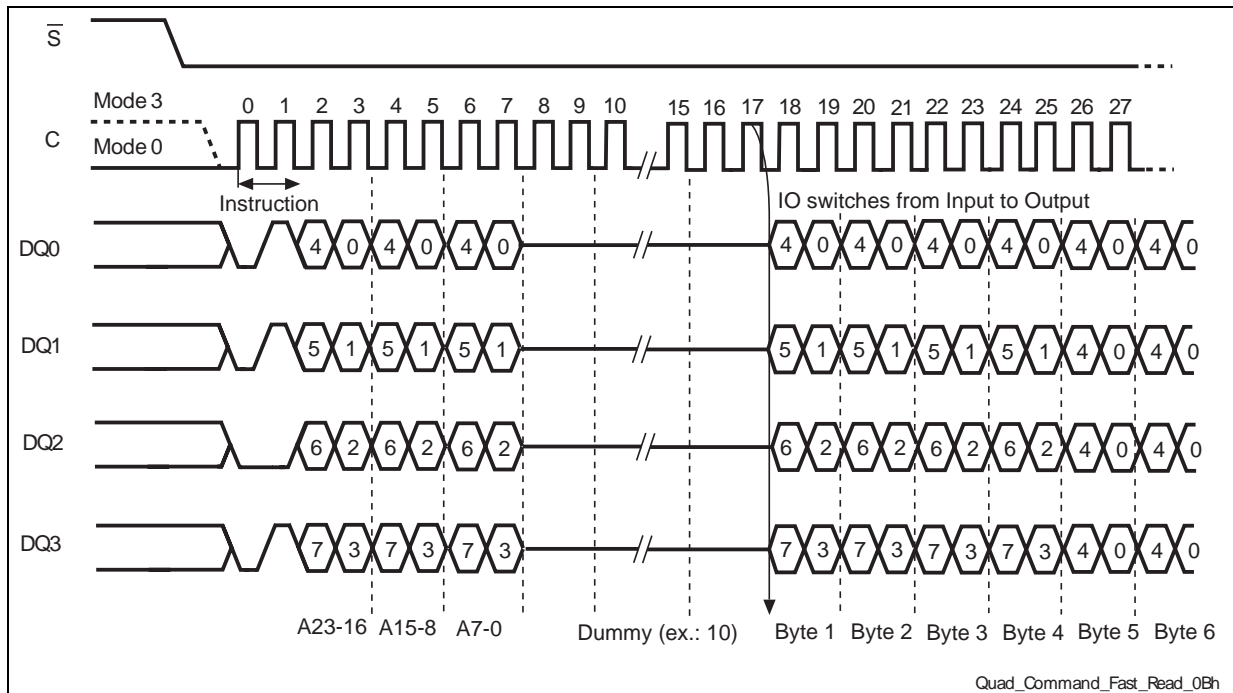 S
Mode 3
C
Mode 0
0 1 2 3 4 5 6 7 8 9 10 15 16 17 18 19 20 21 22 23 24 25 26 27
Instruction
IO switches from Input to Output
DQ0
4 0 4 0 4 0 4 0 4 0 4 0 4 0 4 0 4 0
DQ1
5 1 5 1 5 1 5 1 5 1 5 1 5 1 4 0 4 0
DQ2
6 2 6 2 6 2 6 2 6 2 6 2 6 2 4 0 4 0
DQ3
7 3 7 3 7 3 7 3 7 3 7 3 7 3 4 0 4 0
A23-16 A15-8 A7-0 Dummy (ex.: 10) Byte 1 Byte 2 Byte 3 Byte 4 Byte 5 Byte 6
Quad_Command_Fast_Read_0Bh